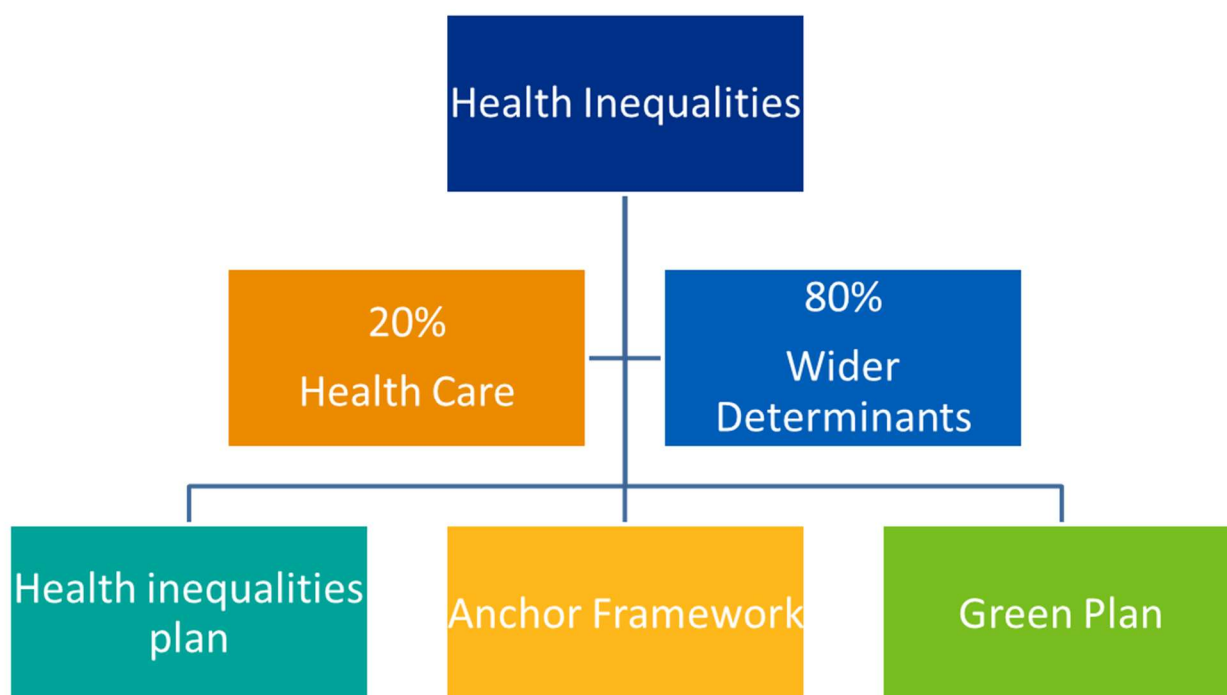 Health Inequalities
20%
Health Care
80%
Wider
Determinants
Health inequalities
plan
Anchor Framework
Green Plan